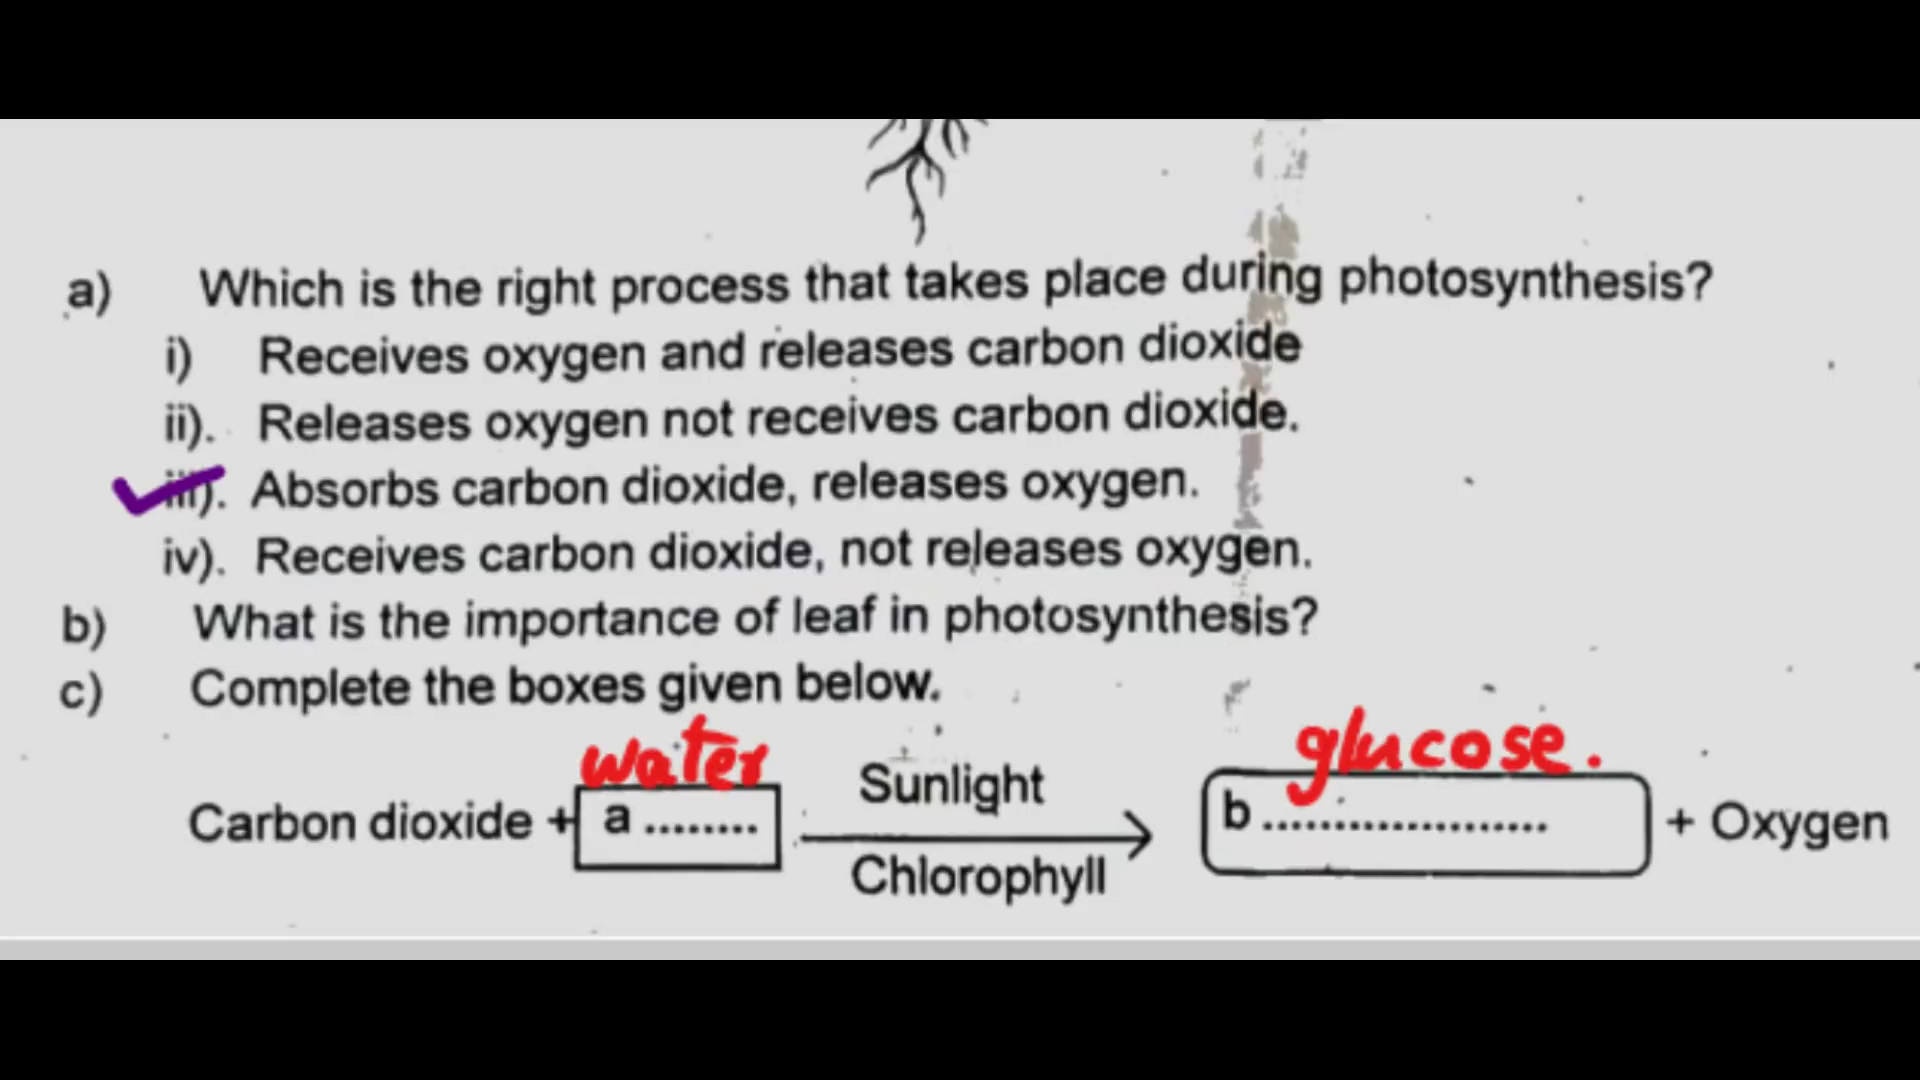 a) Which is the right process that takes place during photosynthesis?
i) Receives oxygen and releases carbon dioxide
ii). Releases oxygen not receives carbon dioxide.
iii). Absorbs carbon dioxide, releases oxygen.
iv). Receives carbon dioxide, not releases oxygen.
b) What is the importance of leaf in photosynthesis?
c) Complete the boxes given below.
water glucose.
Sunlight
Carbon dioxide + a ........ b .................... + Oxygen
Chlorophyll